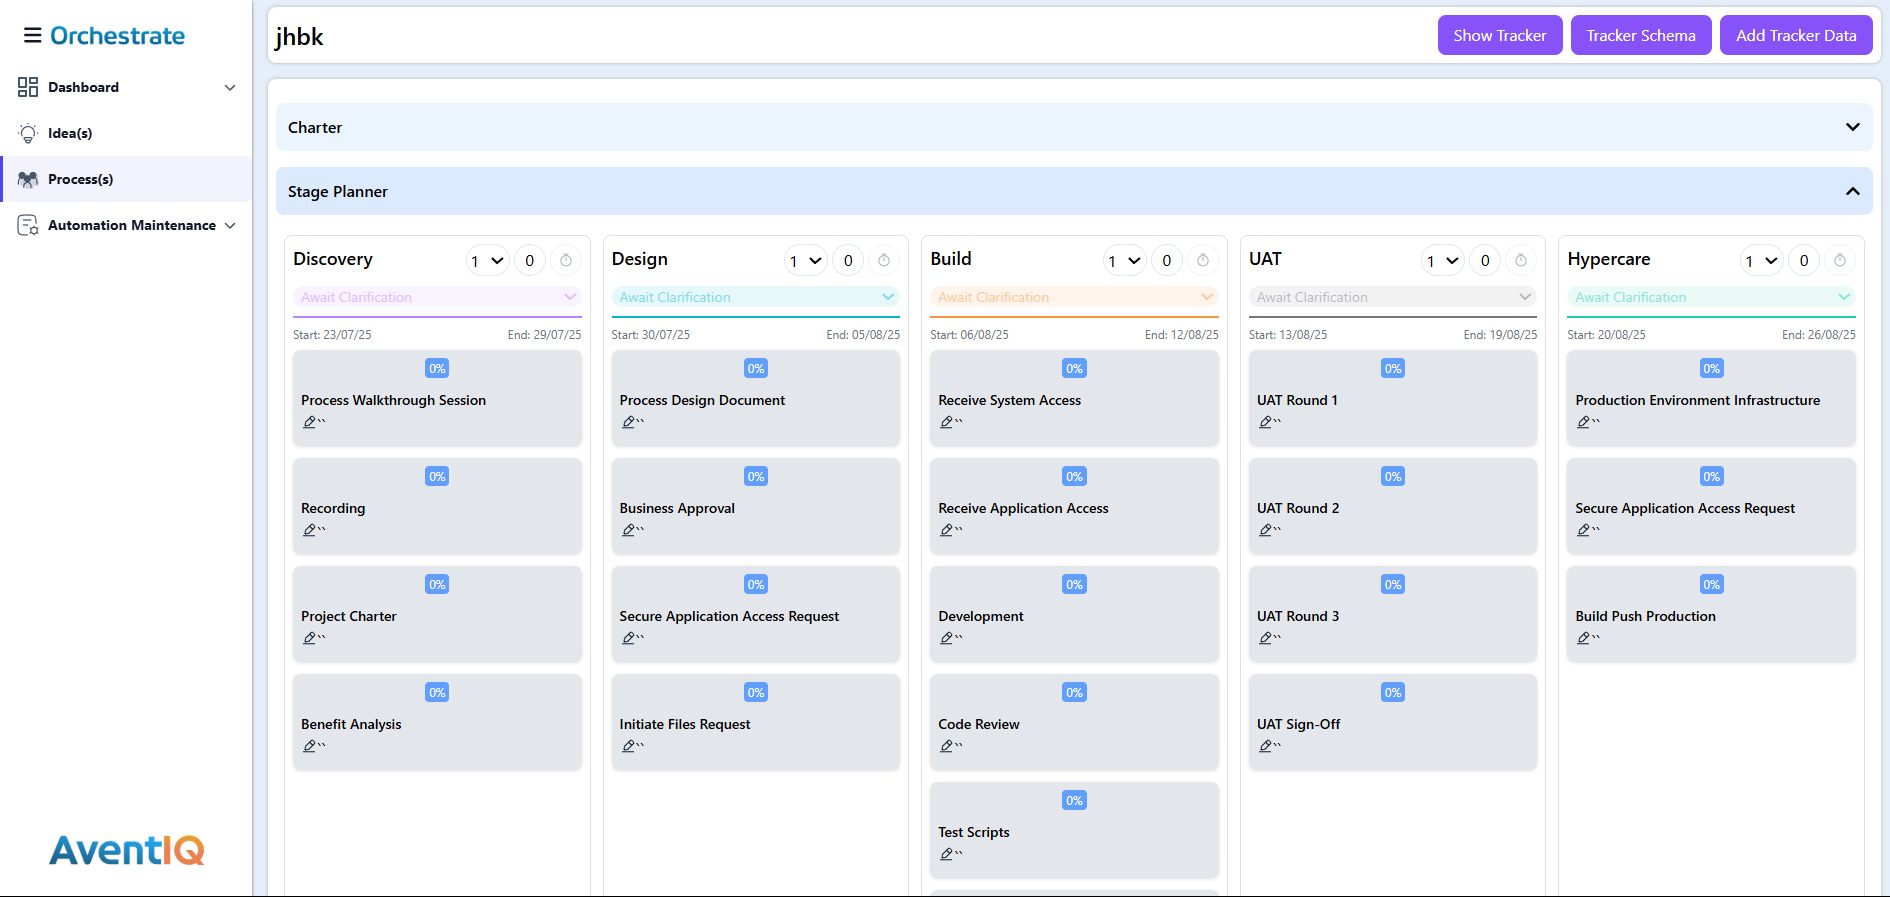 Orchestrate
Dashboard
Idea(s)
Process(s)
Automation Maintenance
AventIQ
jhbk
Show Tracker
Tracker Schema
Add Tracker Data
Charter
Stage Planner
Discovery
1
0
Await Clarification
Start: 23/07/25 End: 29/07/25
0%
Process Walkthrough Session
``
0%
Recording
``
0%
Project Charter
``
0%
Benefit Analysis
``
Design
1
0
Await Clarification
Start: 30/07/25 End: 05/08/25
0%
Process Design Document
``
0%
Business Approval
``
0%
Secure Application Access Request
``
0%
Initiate Files Request
``
Build
1
0
Await Clarification
Start: 06/08/25 End: 12/08/25
0%
Receive System Access
``
0%
Receive Application Access
``
0%
Development
``
0%
Code Review
``
0%
Test Scripts
``
UAT
1
0
Await Clarification
Start: 13/08/25 End: 19/08/25
0%
UAT Round 1
``
0%
UAT Round 2
``
0%
UAT Round 3
``
0%
UAT Sign-Off
``
Hypercare
1
0
Await Clarification
Start: 20/08/25 End: 26/08/25
0%
Production Environment Infrastructure
``
0%
Secure Application Access Request
``
0%
Build Push Production
``